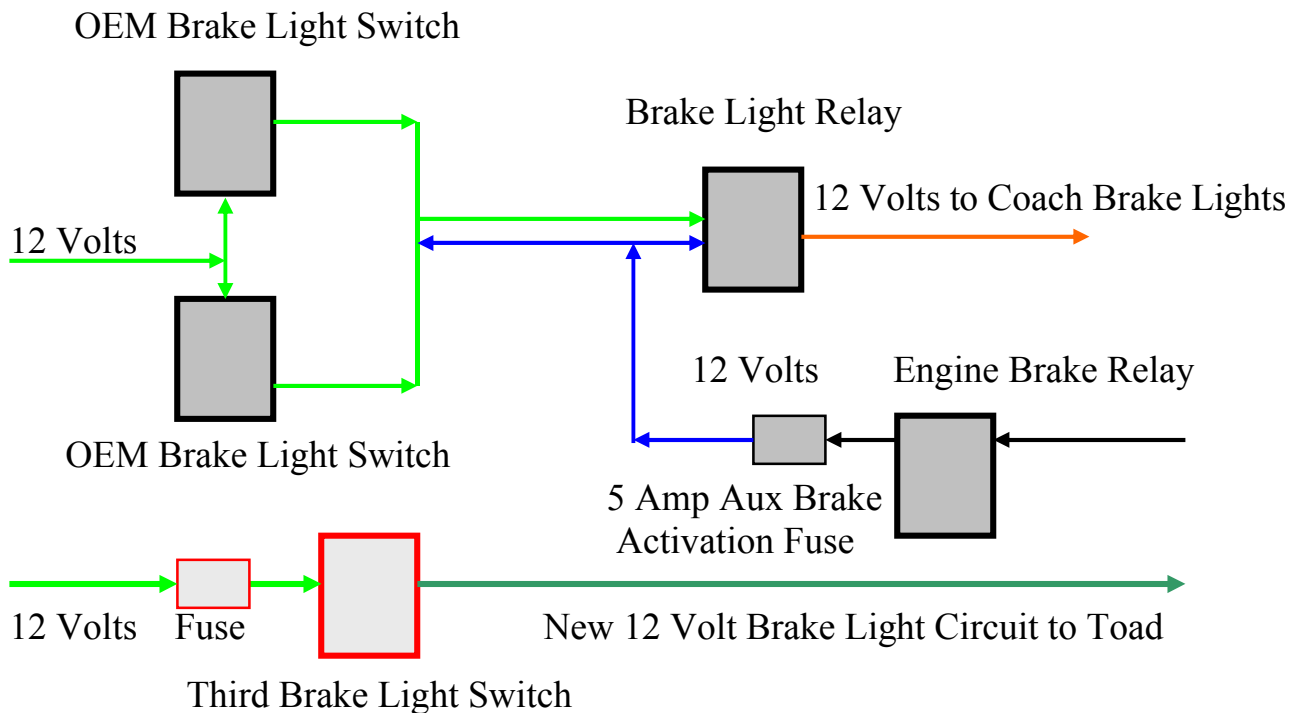 OEM Brake Light Switch
Brake Light Relay
12 Volts to Coach Brake Lights
12 Volts
12 Volts
Engine Brake Relay
OEM Brake Light Switch
5 Amp Aux Brake
Activation Fuse
12 Volts
Fuse
New 12 Volt Brake Light Circuit to Toad
Third Brake Light Switch